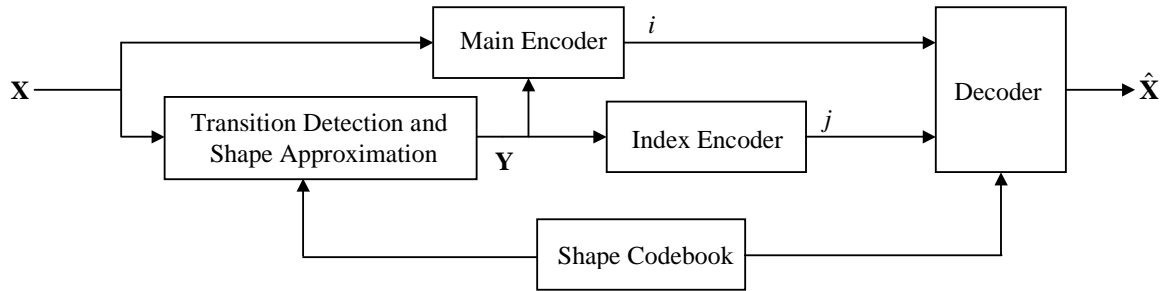 Main Encoder
i
X
Decoder
X̂
Transition Detection and
Shape Approximation
Y
Index Encoder
j
Shape Codebook